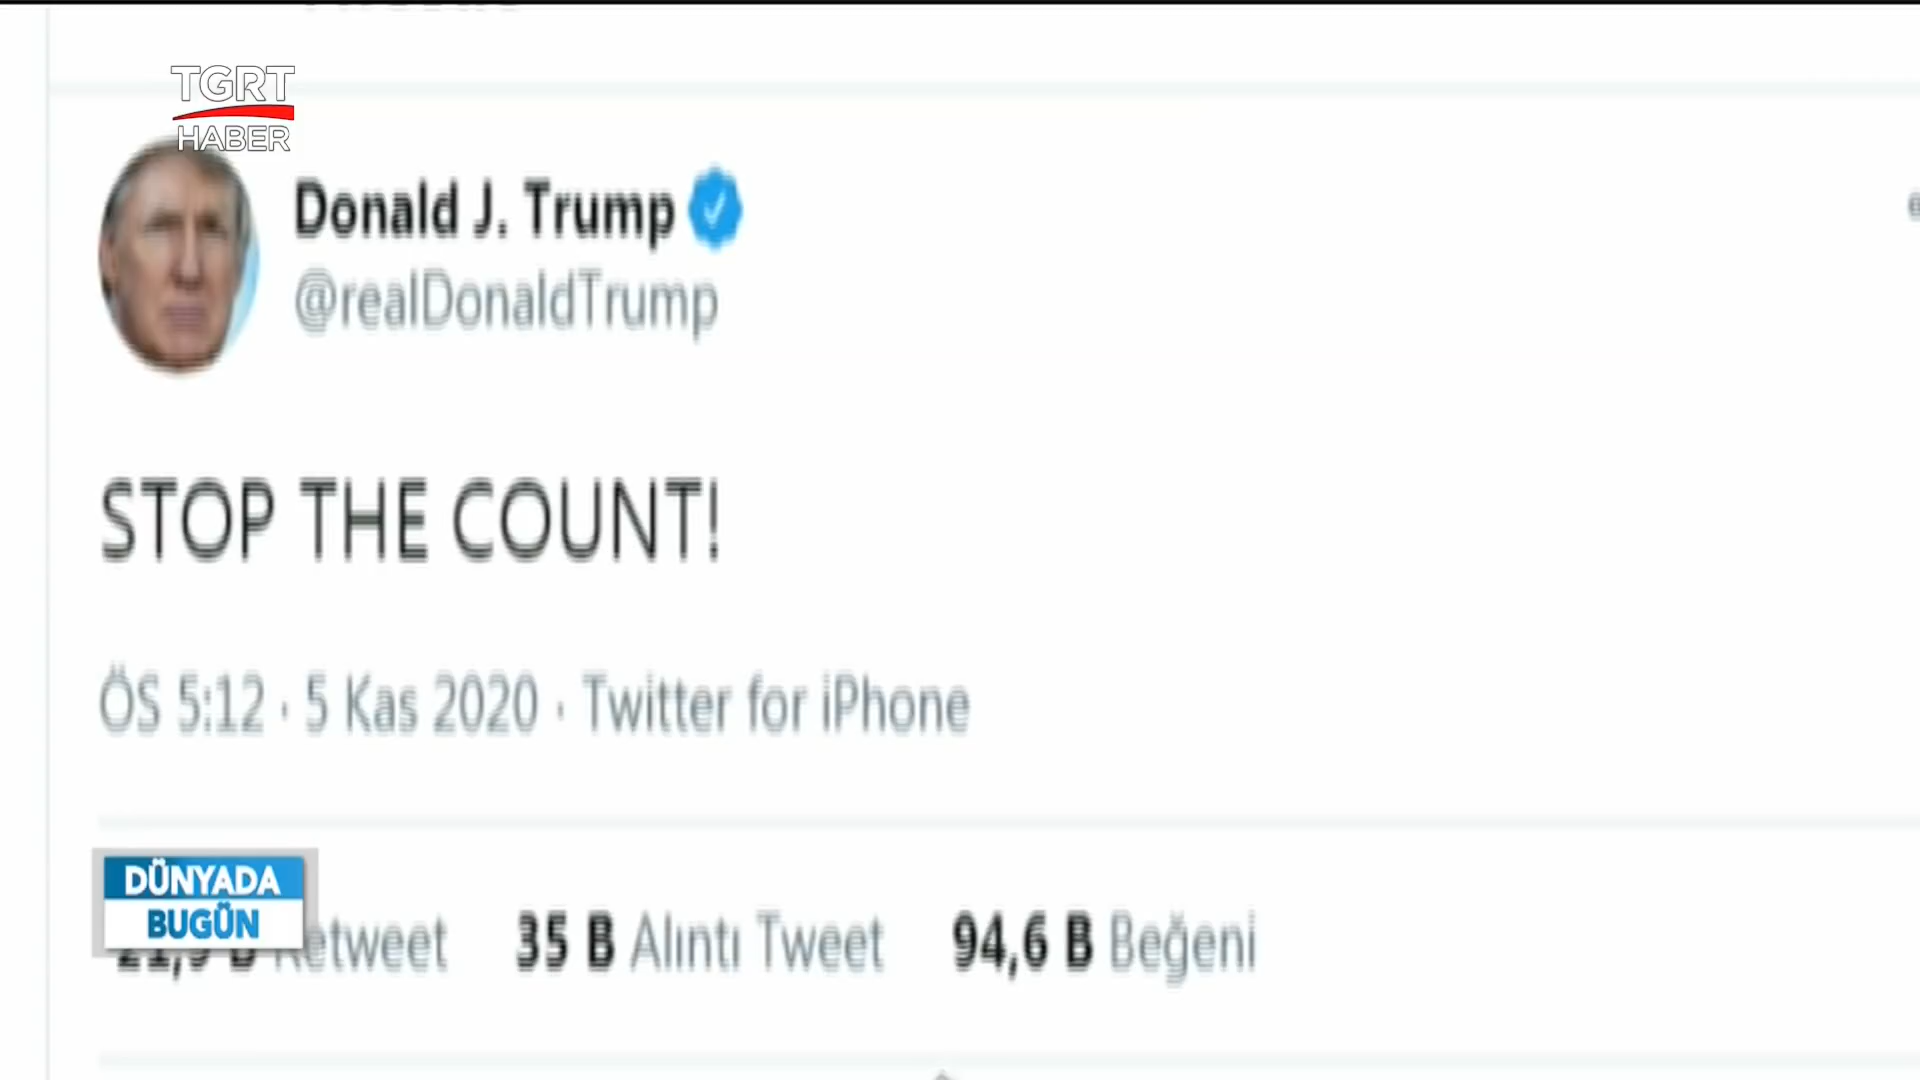 TGRT
HABER
Donald J. Trump
@realDonaldTrump
STOP THE COUNT!
ÖS 5:12 · 5 Kas 2020 · Twitter for iPhone
DÜNYADA
BUGÜN
35 B Alıntı Tweet 94,6 B Beğeni